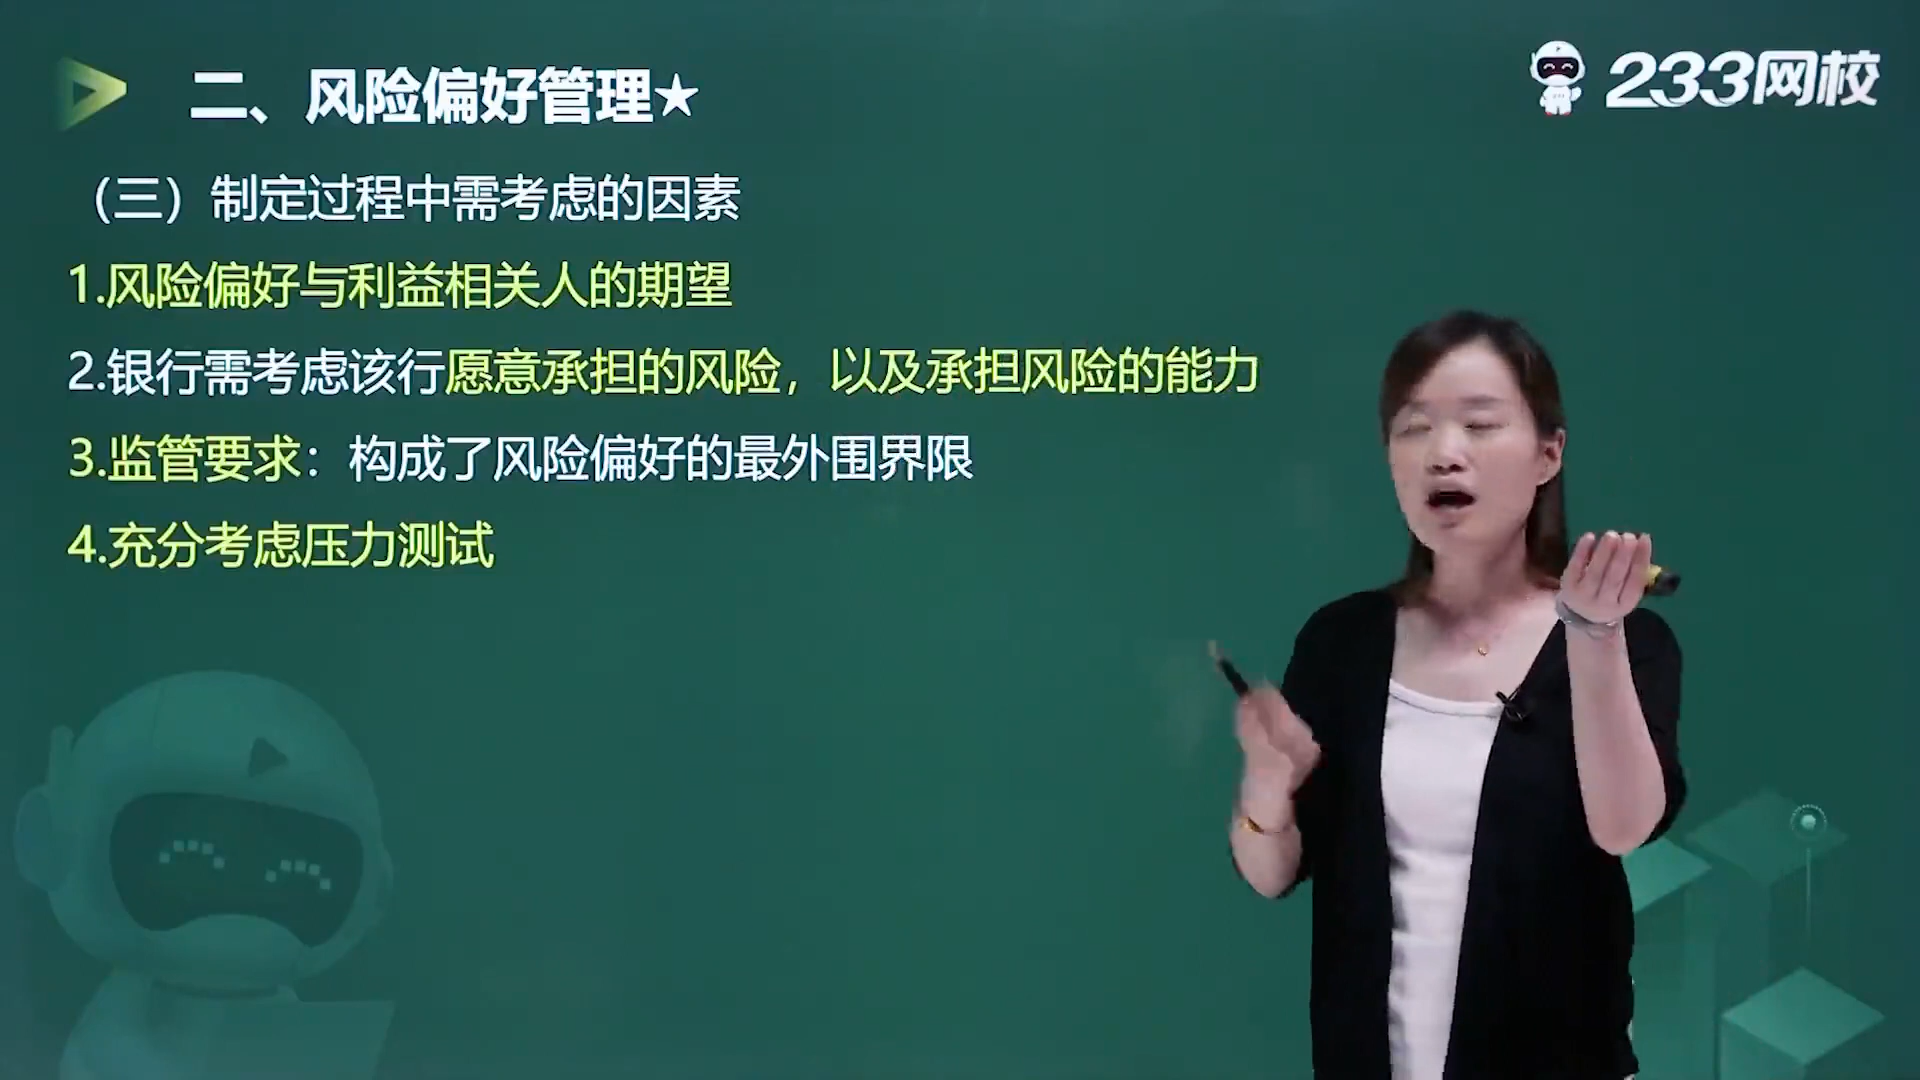 二、风险偏好管理★
233网校
（三）制定过程中需考虑的因素
1.风险偏好与利益相关人的期望
2.银行需考虑该行愿意承担的风险，以及承担风险的能力
3.监管要求：构成了风险偏好的最外围界限
4.充分考虑压力测试